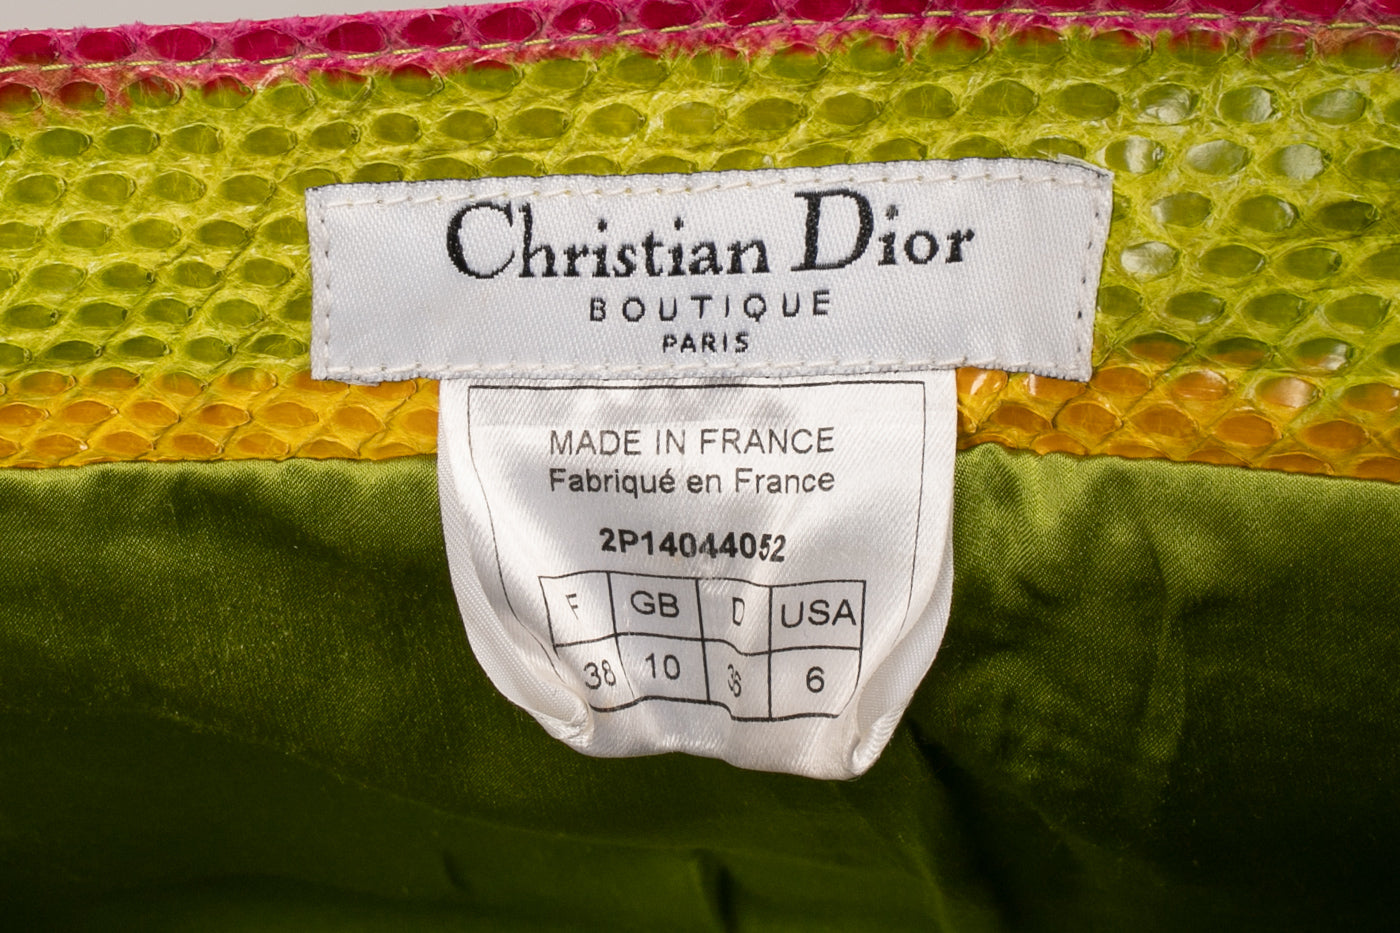 Christian Dior
BOUTIQUE
PARIS
MADE IN FRANCE
Fabriqué en France
2P14044052
F GB D USA
38 10 36 6